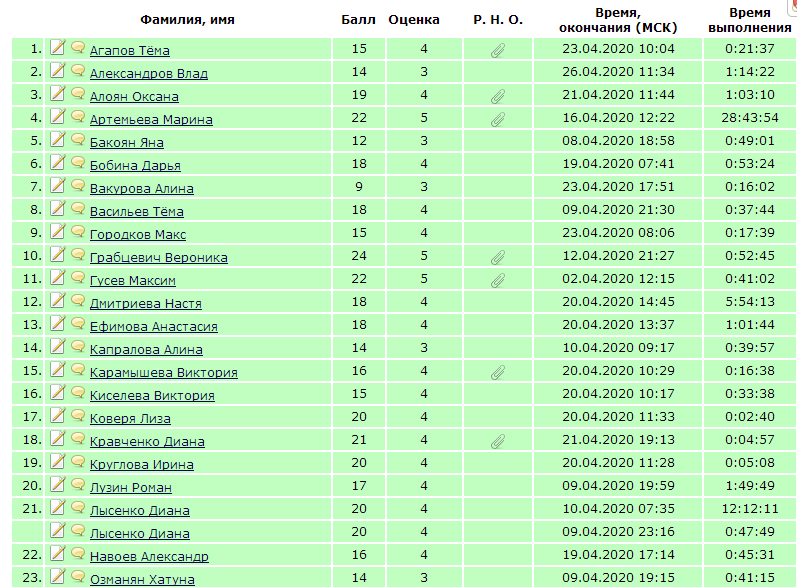 Фамилия, имя Балл Оценка Р. Н. О. Время, окончания (МСК) Время выполнения
1. Агапов Тёма 15 4 23.04.2020 10:04 0:21:37
2. Александров Влад 14 3 26.04.2020 11:34 1:14:22
3. Алоян Оксана 19 4 21.04.2020 11:44 1:03:10
4. Артемьева Марина 22 5 16.04.2020 12:22 28:43:54
5. Бакоян Яна 12 3 08.04.2020 18:58 0:49:01
6. Бобина Дарья 18 4 19.04.2020 07:41 0:53:24
7. Вакурова Алина 9 3 23.04.2020 17:51 0:16:02
8. Васильев Тёма 18 4 09.04.2020 21:30 0:37:44
9. Городков Макс 15 4 23.04.2020 08:06 0:17:39
10. Грабцевич Вероника 24 5 12.04.2020 21:27 0:52:45
11. Гусев Максим 22 5 02.04.2020 12:15 0:41:02
12. Дмитриева Настя 18 4 20.04.2020 14:45 5:54:13
13. Ефимова Анастасия 18 4 20.04.2020 13:37 1:01:44
14. Капралова Алина 14 3 10.04.2020 09:17 0:39:57
15. Карамышева Виктория 16 4 20.04.2020 10:29 0:16:38
16. Киселева Виктория 15 4 20.04.2020 10:17 0:33:38
17. Коверя Лиза 20 4 20.04.2020 11:33 0:02:40
18. Кравченко Диана 21 4 21.04.2020 19:13 0:04:57
19. Круглова Ирина 20 4 20.04.2020 11:28 0:05:08
20. Лузин Роман 17 4 09.04.2020 19:59 1:49:49
21. Лысенко Диана 20 4 10.04.2020 07:35 12:12:11
Лысенко Диана 20 4 09.04.2020 23:16 0:47:49
22. Навоев Александр 16 4 19.04.2020 17:14 0:45:31
23. Озманян Хатуна 14 3 09.04.2020 19:15 0:41:15